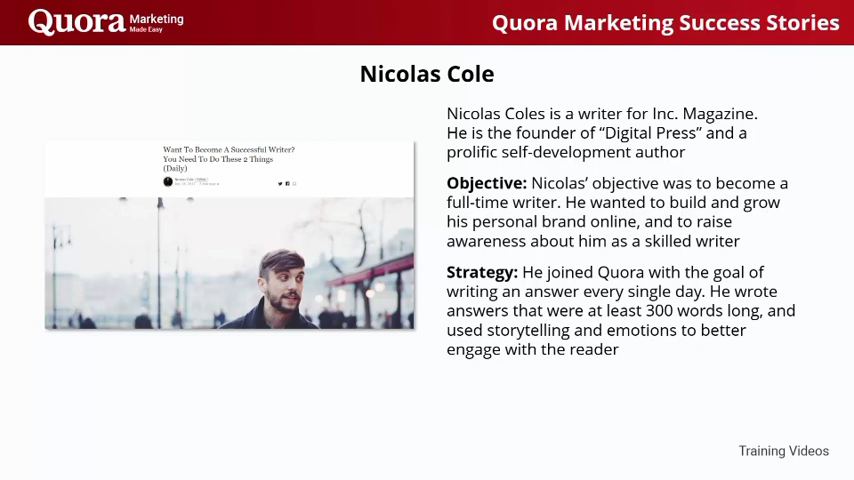 Quora Marketing
Made Easy
Quora Marketing Success Stories
Nicolas Cole
Want To Become A Successful Writer?
You Need To Do These 2 Things
(Daily)
Nicolas Coles is a writer for Inc. Magazine.
He is the founder of “Digital Press” and a
prolific self-development author
Objective: Nicolas’ objective was to become a
full-time writer. He wanted to build and grow
his personal brand online, and to raise
awareness about him as a skilled writer
Strategy: He joined Quora with the goal of
writing an answer every single day. He wrote
answers that were at least 300 words long, and
used storytelling and emotions to better
engage with the reader
Training Videos